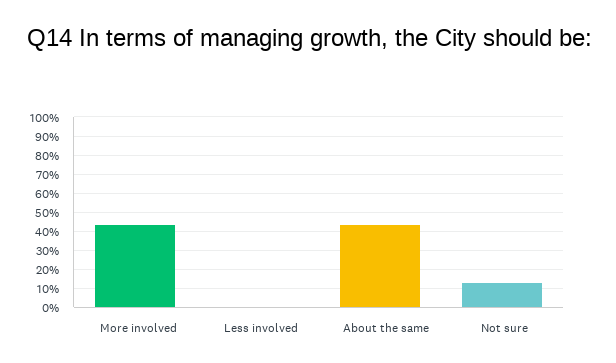 Q14 In terms of managing growth, the City should be:
100%
90%
80%
70%
60%
50%
40%
30%
20%
10%
0%
More involved
Less involved
About the same
Not sure